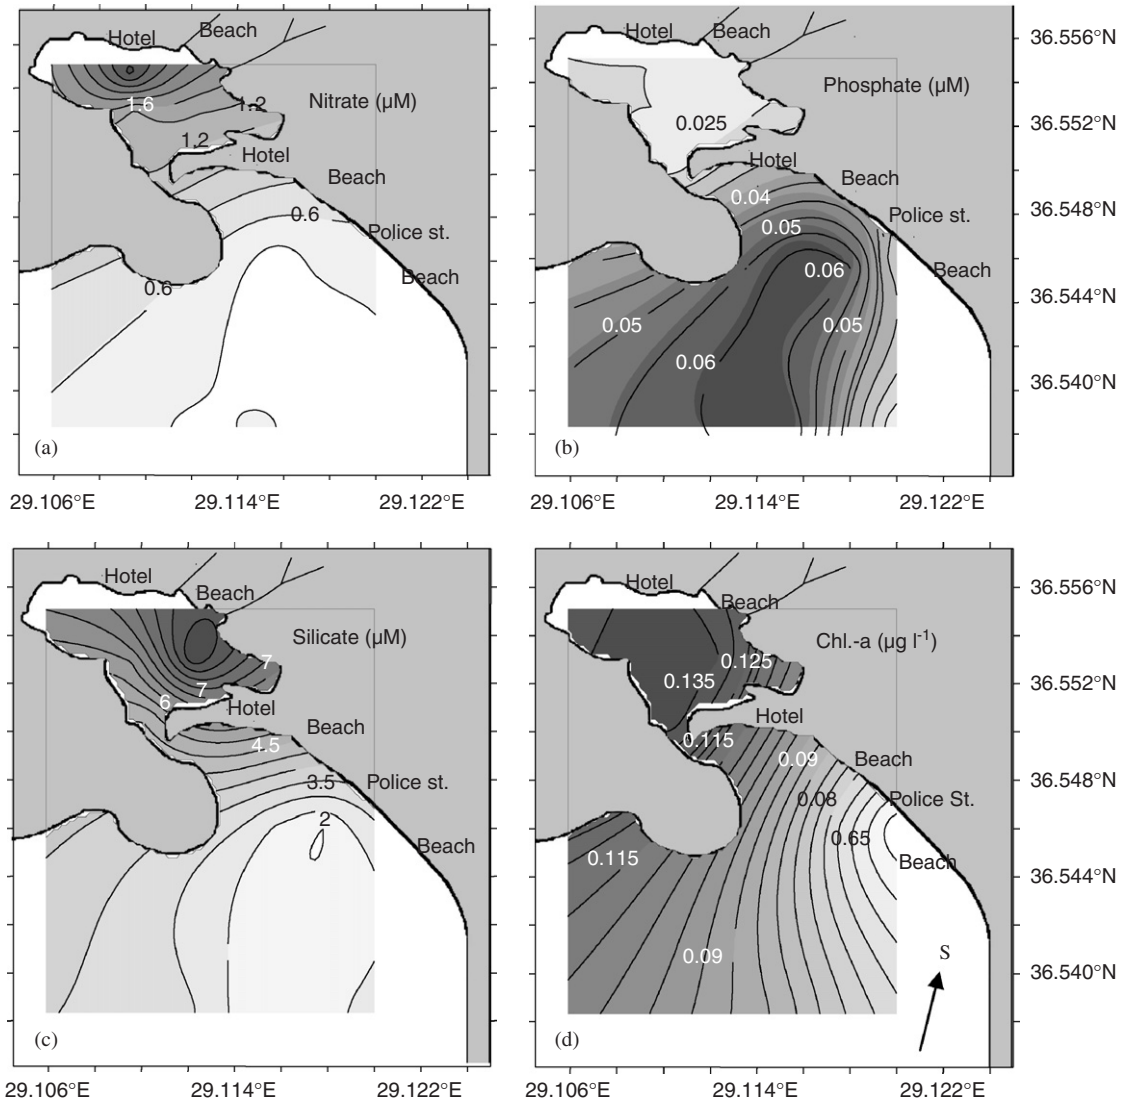 Hotel
Beach
Nitrate (µM)
1.6
1.2
1.2
Hotel
Beach
0.6
Police st.
Beach
0.6
(a)
29.106°E
29.114°E
29.122°E
Hotel
Beach
Phosphate (µM)
0.025
Hotel
Beach
0.04
Police st.
0.05
0.06
Beach
0.05
0.05
0.06
(b)
36.556°N
36.552°N
36.548°N
36.544°N
36.540°N
29.106°E
29.114°E
29.122°E
Hotel
Beach
Silicate (µM)
7
7
6
Hotel
Beach
4.5
3.5
Police st.
2
Beach
(c)
29.106°E
29.114°E
29.122°E
Hotel
Beach
Chl.-a (µg l⁻¹)
0.125
0.135
Hotel
0.115
0.09
Beach
0.08
Police St.
0.65
Beach
0.115
0.09
S
(d)
36.556°N
36.552°N
36.548°N
36.544°N
36.540°N
29.106°E
29.114°E
29.122°E